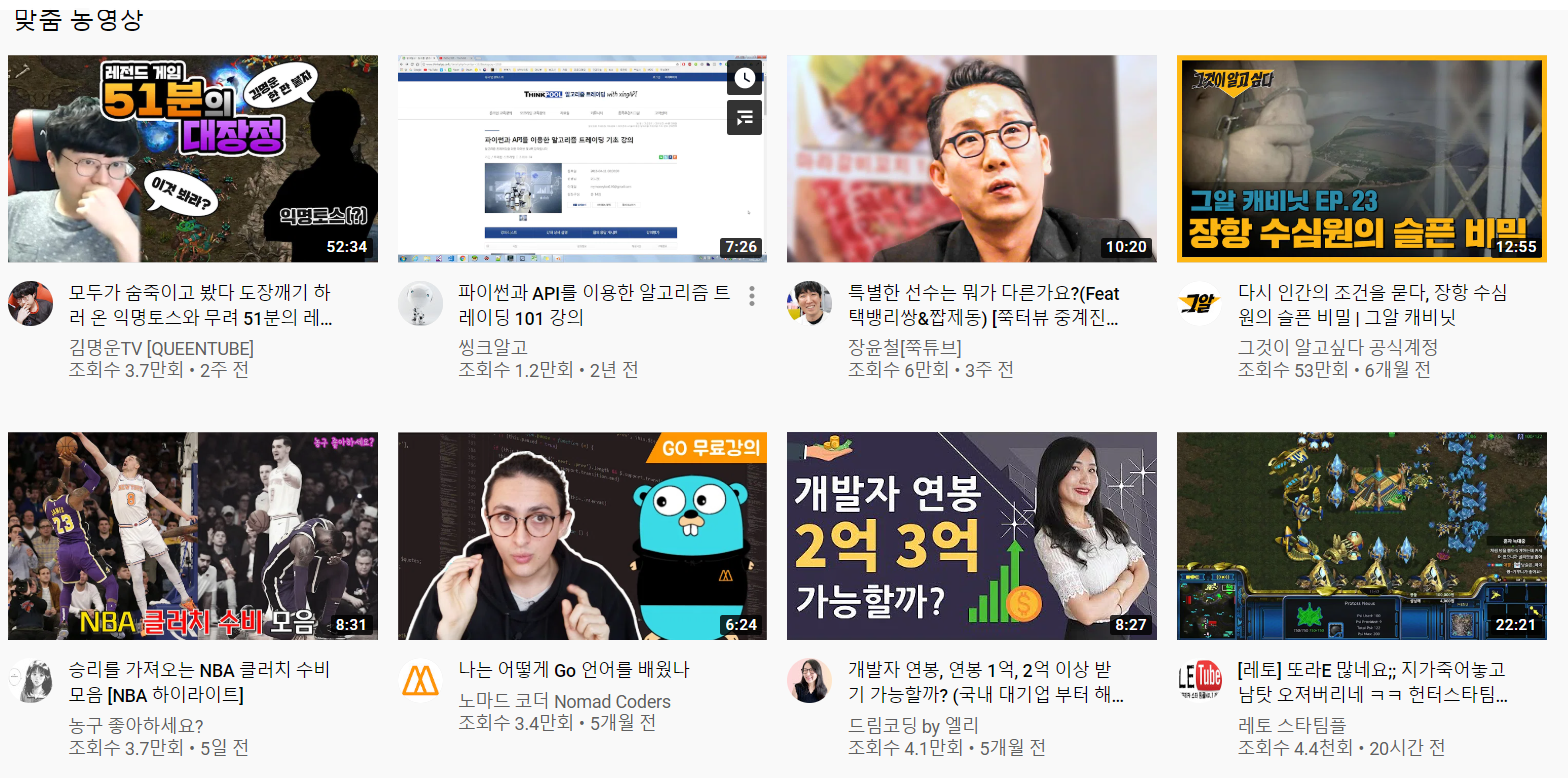 맞춤 동영상
레전드 게임
51분의
대장정
김명운
한 판 붙자
이것 봐라?
익명토스(?)
52:34
THINKPOOL 알고리즘 트레이딩 with xingAPI
파이썬과 API를 이용한 알고리즘 트레이딩 기초 강의
7:26
10:20
그것이 알고싶다
그알 캐비닛 EP.23
장항 수심원의 슬픈 비밀
12:55
모두가 숨죽이고 봤다 도장깨기 하
러 온 익명토스와 무려 51분의 레...
김명운TV [QUEENTUBE]
조회수 3.7만회 • 2주 전
파이썬과 API를 이용한 알고리즘 트
레이딩 101 강의
씽크알고
조회수 1.2만회 • 2년 전
특별한 선수는 뭐가 다른가요?(Feat
택뱅리쌍&짭제동) [쭉터뷰 중계진...
장윤철[쭉튜브]
조회수 6만회 • 3주 전
그알
다시 인간의 조건을 묻다, 장항 수심
원의 슬픈 비밀 | 그알 캐비닛
그것이 알고싶다 공식계정
조회수 53만회 • 6개월 전
농구 좋아하세요?
JAMES
23
8
NBA 클러치 수비 모음
8:31
GO 무료강의
6:24
개발자 연봉
2억 3억
가능할까?
8:27
Protoss Nexus
MENU
22:21
승리를 가져오는 NBA 클러치 수비
모음 [NBA 하이라이트]
농구 좋아하세요?
조회수 3.7만회 • 5일 전
나는 어떻게 Go 언어를 배웠나
노마드 코더 Nomad Coders
조회수 3.4만회 • 5개월 전
개발자 연봉, 연봉 1억, 2억 이상 받
기 가능할까? (국내 대기업 부터 해...
드림코딩 by 엘리
조회수 4.1만회 • 5개월 전
LE Tube
[레토] 또라E 많네요;; 지가죽어놓고
남탓 오져버리네 ㅋㅋ 헌터스타팀...
레토 스타팀플
조회수 4.4천회 • 20시간 전